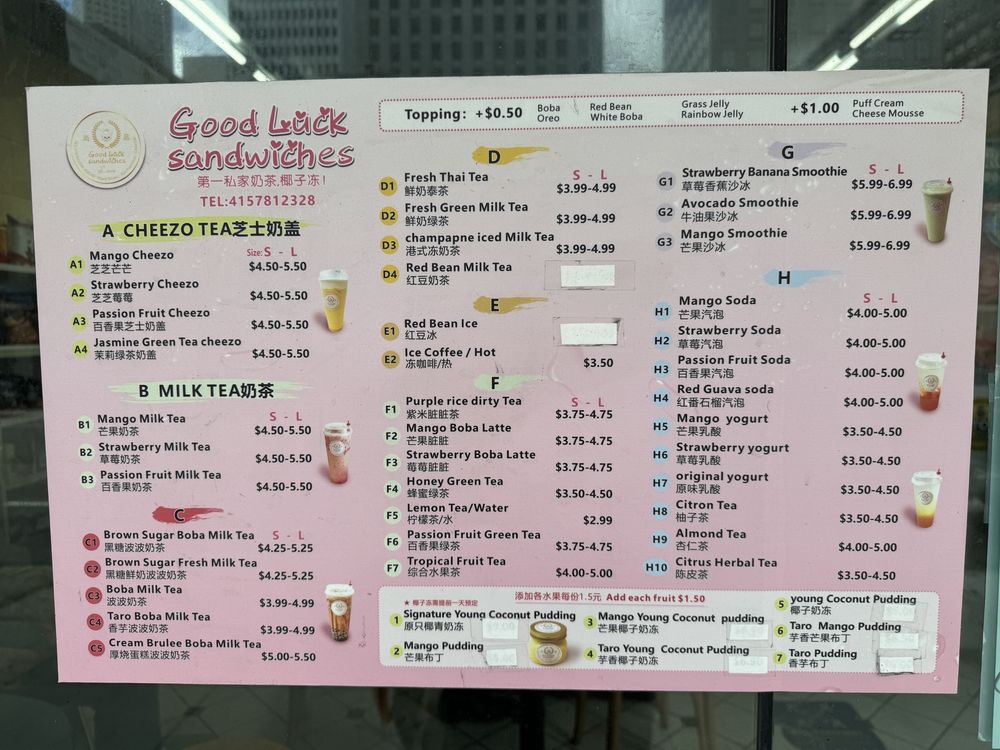 Good Luck
sandwiches
第一私家奶茶,椰子冻!
TEL:4157812328
Good Luck
sandwiches
Topping: +$0.50 Boba Red Bean Grass Jelly +$1.00 Puff Cream
Oreo White Boba Rainbow Jelly Cheese Mousse
A CHEEZO TEA芝士奶盖
Size: S - L
A1 Mango Cheezo
芝芝芒芒 $4.50-5.50
A2 Strawberry Cheezo
芝芝莓莓 $4.50-5.50
A3 Passion Fruit Cheezo
百香果芝士奶盖 $4.50-5.50
A4 Jasmine Green Tea cheezo
茉莉绿茶奶盖 $4.50-5.50
B MILK TEA奶茶
S - L
B1 Mango Milk Tea
芒果奶茶 $4.50-5.50
B2 Strawberry Milk Tea
草莓奶茶 $4.50-5.50
B3 Passion Fruit Milk Tea
百香果奶茶 $4.50-5.50
C
C1 Brown Sugar Boba Milk Tea S - L
黑糖波波奶茶 $4.25-5.25
C2 Brown Sugar Fresh Milk Tea
黑糖鲜奶波波奶茶 $4.25-5.25
C3 Boba Milk Tea
波波奶茶 $3.99-4.99
C4 Taro Boba Milk Tea
香芋波波奶茶 $3.99-4.99
C5 Cream Brulee Boba Milk Tea
厚烧蛋糕波波奶茶 $5.00-5.50
D
S - L
D1 Fresh Thai Tea
鲜奶泰茶 $3.99-4.99
D2 Fresh Green Milk Tea
鲜奶绿茶 $3.99-4.99
D3 champapne iced Milk Tea
港式冻奶茶 $3.99-4.99
D4 Red Bean Milk Tea
红豆奶茶
E
E1 Red Bean Ice
红豆冰
E2 Ice Coffee / Hot
冻咖啡/热 $3.50
F
S - L
F1 Purple rice dirty Tea
紫米脏脏茶 $3.75-4.75
F2 Mango Boba Latte
芒果脏脏 $3.75-4.75
F3 Strawberry Boba Latte
莓莓脏脏 $3.75-4.75
F4 Honey Green Tea
蜂蜜绿茶 $3.50-4.50
F5 Lemon Tea/Water
柠檬茶/水 $2.99
F6 Passion Fruit Green Tea
百香果绿茶 $3.75-4.75
F7 Tropical Fruit Tea
综合水果茶 $4.00-5.00
G
S - L
G1 Strawberry Banana Smoothie
草莓香蕉沙冰 $5.99-6.99
G2 Avocado Smoothie
牛油果沙冰 $5.99-6.99
G3 Mango Smoothie
芒果沙冰 $5.99-6.99
H
S - L
H1 Mango Soda
芒果汽泡 $4.00-5.00
H2 Strawberry Soda
草莓汽泡 $4.00-5.00
H3 Passion Fruit Soda
百香果汽泡 $4.00-5.00
H4 Red Guava soda
红番石榴汽泡 $4.00-5.00
H5 Mango yogurt
芒果乳酸 $3.50-4.50
H6 Strawberry yogurt
草莓乳酸 $3.50-4.50
H7 original yogurt
原味乳酸 $3.50-4.50
H8 Citron Tea
柚子茶 $3.50-4.50
H9 Almond Tea
杏仁茶 $4.00-5.00
H10 Citrus Herbal Tea
陈皮茶 $3.50-4.50
★ 椰子冻需提前一天预定
添加各水果每份1.5元 Add each fruit $1.50
1 Signature Young Coconut Pudding
原只椰青奶冻
2 Mango Pudding
芒果布丁
3 Mango Young Coconut pudding
芒果椰子奶冻
4 Taro Young Coconut Pudding
芋香椰子奶冻
5 young Coconut Pudding
椰子奶冻
6 Taro Mango Pudding
芋香芒果布丁
7 Taro Pudding
香芋布丁